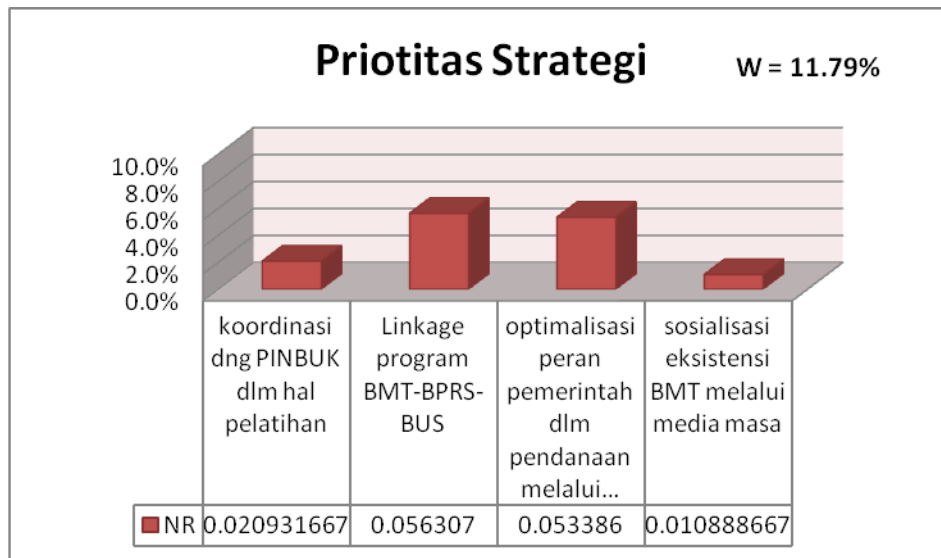 Priotitas Strategi
W = 11.79%
10.0%
8.0%
6.0%
4.0%
2.0%
0.0%
koordinasi
dng PINBUK
dlm hal
pelatihan
Linkage
program
BMT-BPRS-
BUS
optimalisasi
peran
pemerintah
dlm
pendanaan
melalui...
sosialisasi
eksistensi
BMT melalui
media masa
NR 0.020931667 0.056307 0.053386 0.010888667